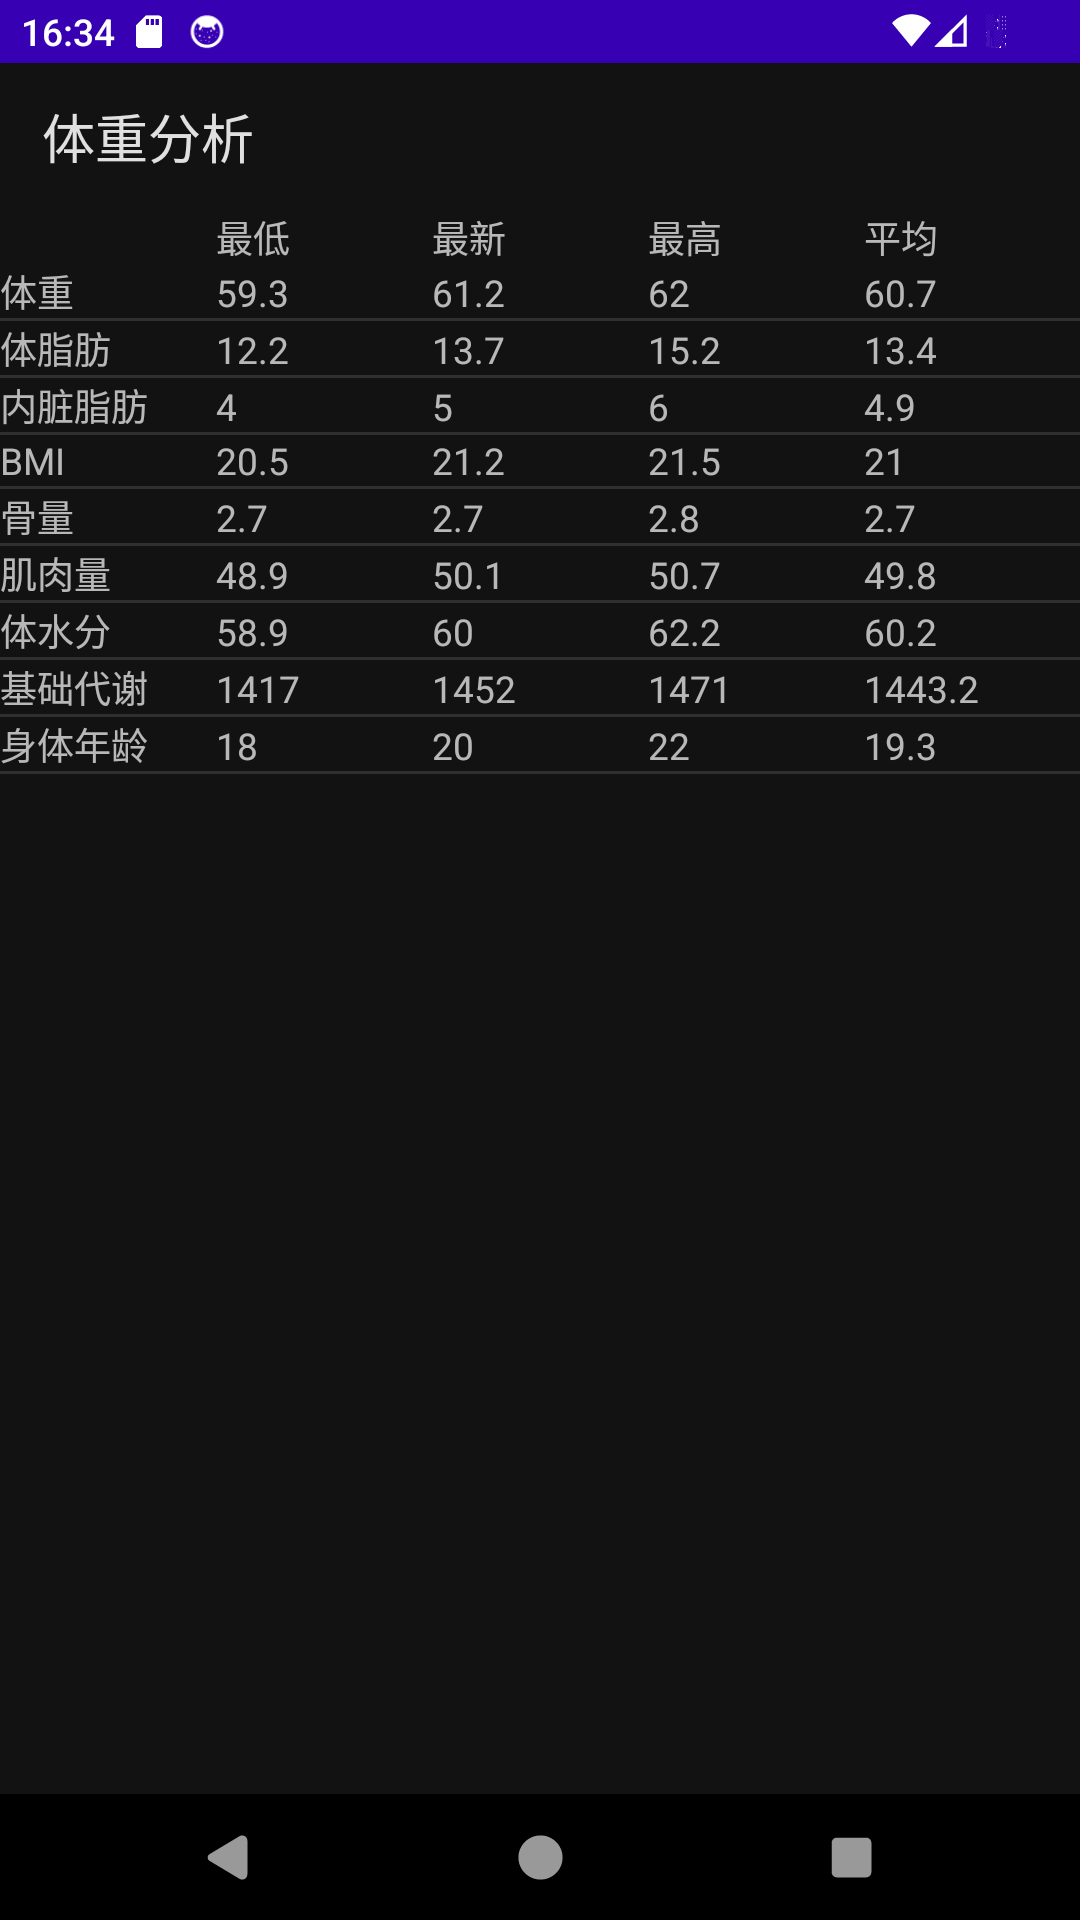 16:34
体重分析
最低 最新 最高 平均
体重 59.3 61.2 62 60.7
体脂肪 12.2 13.7 15.2 13.4
内脏脂肪 4 5 6 4.9
BMI 20.5 21.2 21.5 21
骨量 2.7 2.7 2.8 2.7
肌肉量 48.9 50.1 50.7 49.8
体水分 58.9 60 62.2 60.2
基础代谢 1417 1452 1471 1443.2
身体年龄 18 20 22 19.3